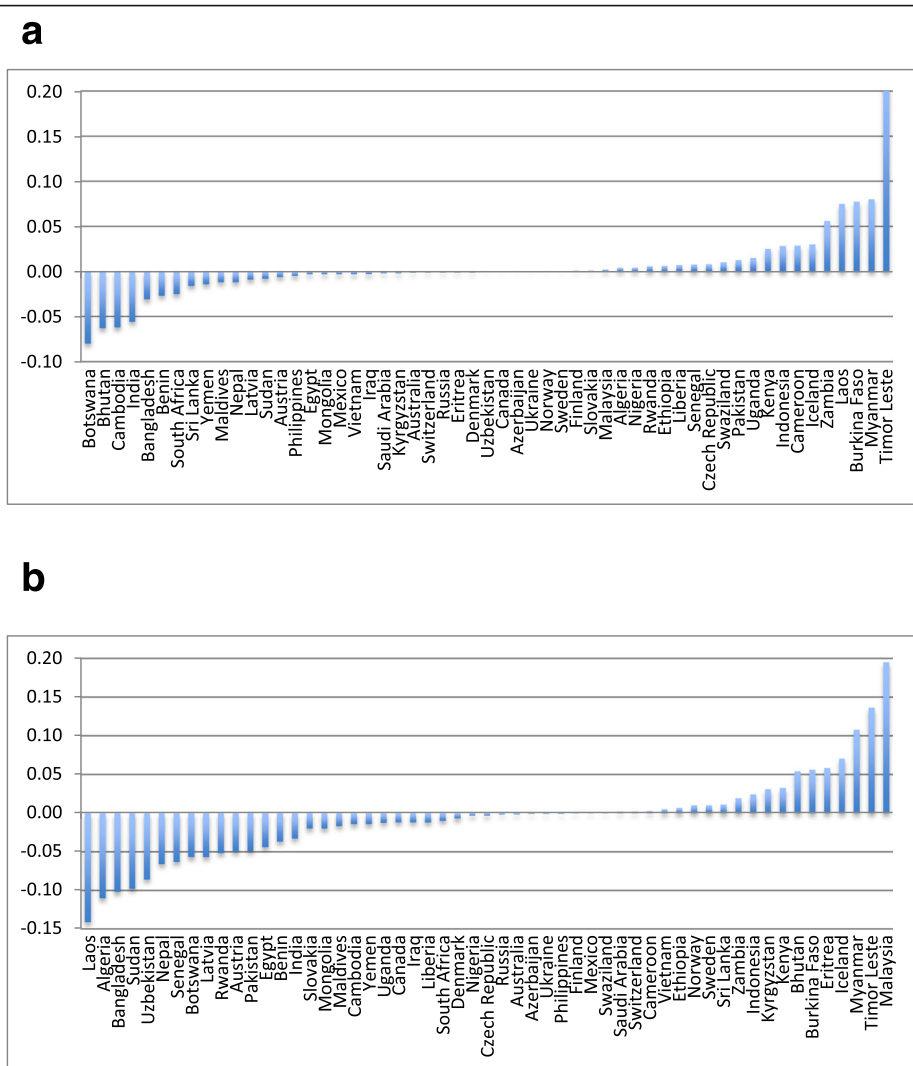 a
0.20
0.15
0.10
0.05
0.00
-0.05
-0.10
Botswana
Bhutan
Cambodia
India
Bangladesh
Benin
South Africa
Sri Lanka
Yemen
Maldives
Nepal
Latvia
Sudan
Austria
Philippines
Egypt
Mongolia
Mexico
Vietnam
Iraq
Saudi Arabia
Kyrgyzstan
Australia
Switzerland
Russia
Eritrea
Denmark
Uzbekistan
Canada
Azerbaijan
Ukraine
Norway
Sweden
Finland
Slovakia
Malaysia
Algeria
Nigeria
Rwanda
Ethiopia
Liberia
Senegal
Czech Republic
Swaziland
Pakistan
Uganda
Kenya
Indonesia
Cameroon
Iceland
Zambia
Laos
Burkina Faso
Myanmar
Timor Leste
b
0.20
0.15
0.10
0.05
0.00
-0.05
-0.10
-0.15
Laos
Algeria
Bangladesh
Sudan
Uzbekistan
Nepal
Senegal
Botswana
Latvia
Rwanda
Austria
Pakistan
Egypt
Benin
India
Slovakia
Mongolia
Maldives
Cambodia
Yemen
Uganda
Canada
Iraq
Liberia
South Africa
Denmark
Nigeria
Czech Republic
Russia
Australia
Azerbaijan
Ukraine
Philippines
Finland
Mexico
Swaziland
Saudi Arabia
Switzerland
Cameroon
Vietnam
Ethiopia
Norway
Sweden
Sri Lanka
Zambia
Indonesia
Kyrgyzstan
Kenya
Bhutan
Burkina Faso
Eritrea
Iceland
Myanmar
Timor Leste
Malaysia